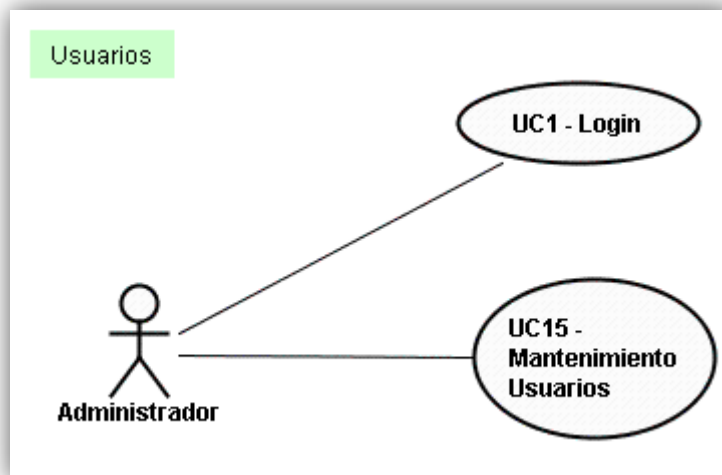 Usuarios
UC1 - Login
UC15 -
Mantenimiento
Usuarios
Administrador